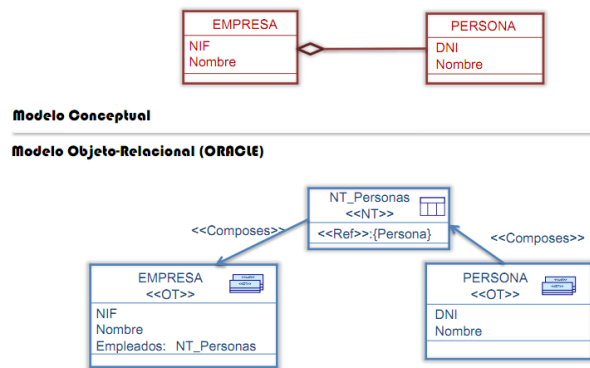 EMPRESA
NIF
Nombre
PERSONA
DNI
Nombre
Modelo Conceptual
Modelo Objeto-Relacional (ORACLE)
NT_Personas
<<NT>>
<<Ref>>:{Persona}
<<Composes>>
<<Composes>>
EMPRESA
<<OT>>
NIF
Nombre
Empleados: NT_Personas
PERSONA
<<OT>>
DNI
Nombre